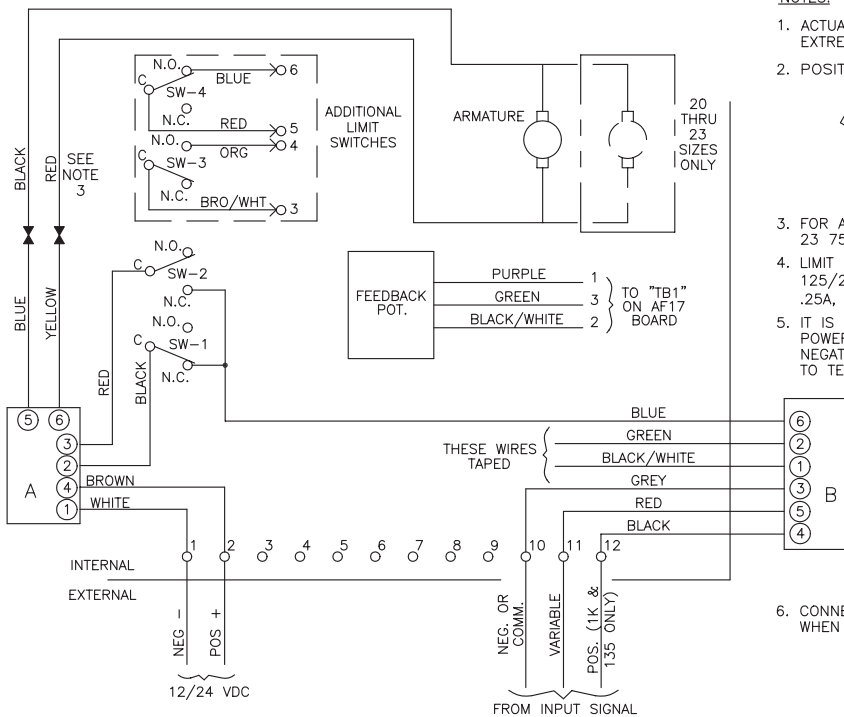 NOTES:
1. ACTUA
EXTRE
2. POSIT
4
3. FOR A
23 75
4. LIMIT
125/2
.25A,
5. IT IS
POWER
NEGAT
TO TE
6. CONNE
WHEN
BLACK
RED
SEE
NOTE
3
BLUE
YELLOW
N.O.
C
SW-4
N.C.
BLUE
6
RED
5
N.O.
4
ORG
C
SW-3
N.C.
BRO/WHT
3
ADDITIONAL
LIMIT
SWITCHES
ARMATURE
20
THRU
23
SIZES
ONLY
N.O.
C
SW-2
N.C.
N.O.
C
SW-1
N.C.
RED
BLACK
FEEDBACK
POT.
PURPLE 1
GREEN 3
BLACK/WHITE 2
TO "TB1"
ON AF17
BOARD
5 6
3
2
4
1
A
BROWN
WHITE
BLUE
GREEN
BLACK/WHITE
GREY
RED
BLACK
THESE WIRES
TAPED
6
2
1
3
5
4
B
1 2 3 4 5 6 7 8 9 10 11 12
INTERNAL
EXTERNAL
NEG -
POS +
12/24 VDC
NEG. OR
COMM.
VARIABLE
POS. (1K &
135 ONLY)
FROM INPUT SIGNAL